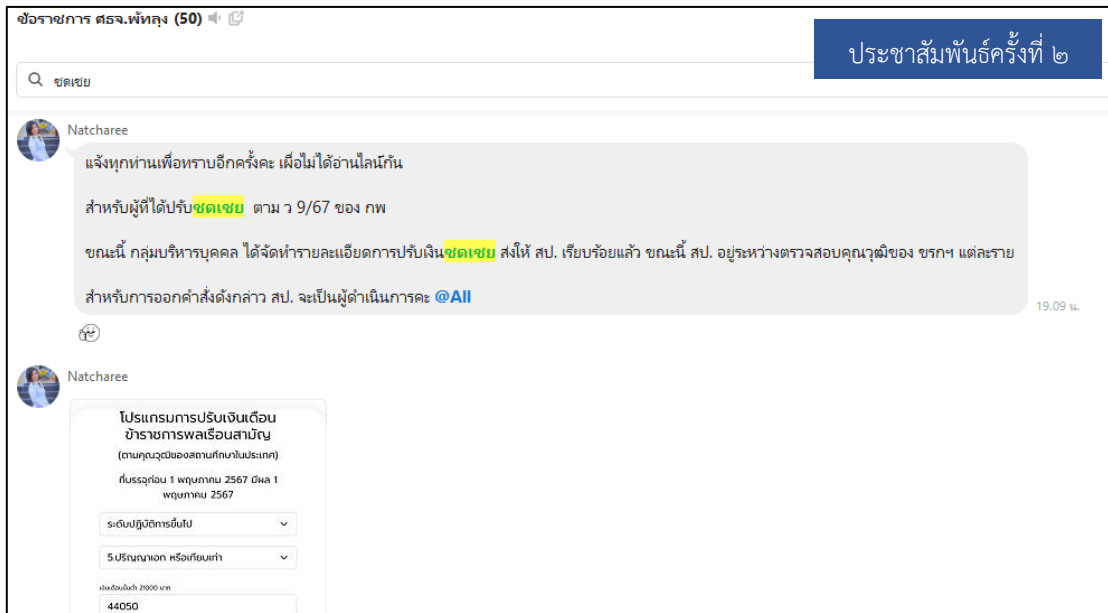 ข้อราชการ ศธจ.พัทลุง (50)
ประชาสัมพันธ์ครั้งที่ ๒
ชดเชย
Natcharee
แจ้งทุกท่านเพื่อทราบอีกครั้งคะ เผื่อไม่ได้อ่านไลน์กัน
สำหรับผู้ที่ได้ปรับชดเชย ตาม ว 9/67 ของ กพ
ขณะนี้ กลุ่มบริหารบุคคล ได้จัดทำรายละแอียดการปรับเงินชดเชย ส่งให้ สป. เรียบร้อยแล้ว ขณะนี้ สป. อยู่ระหว่างตรวจสอบคุณวุฒิของ ขรกฯ แต่ละราย
สำหรับการออกคำสั่งดังกล่าว สป. จะเป็นผู้ดำเนินการคะ @All
19.09 น.
Natcharee
โปรแกรมการปรับเงินเดือน
ข้าราชการพลเรือนสามัญ
(ตามคุณวุฒิของสถานศึกษาในประเทศ)
ที่บรรจุก่อน 1 พฤษภาคม 2567 มีผล 1
พฤษภาคม 2567
ระดับปฏิบัติการขึ้นไป
5.ปริญญาเอก หรือเทียบเท่า
เงินเดือนขั้นต่ำ 21000 บาท
44050